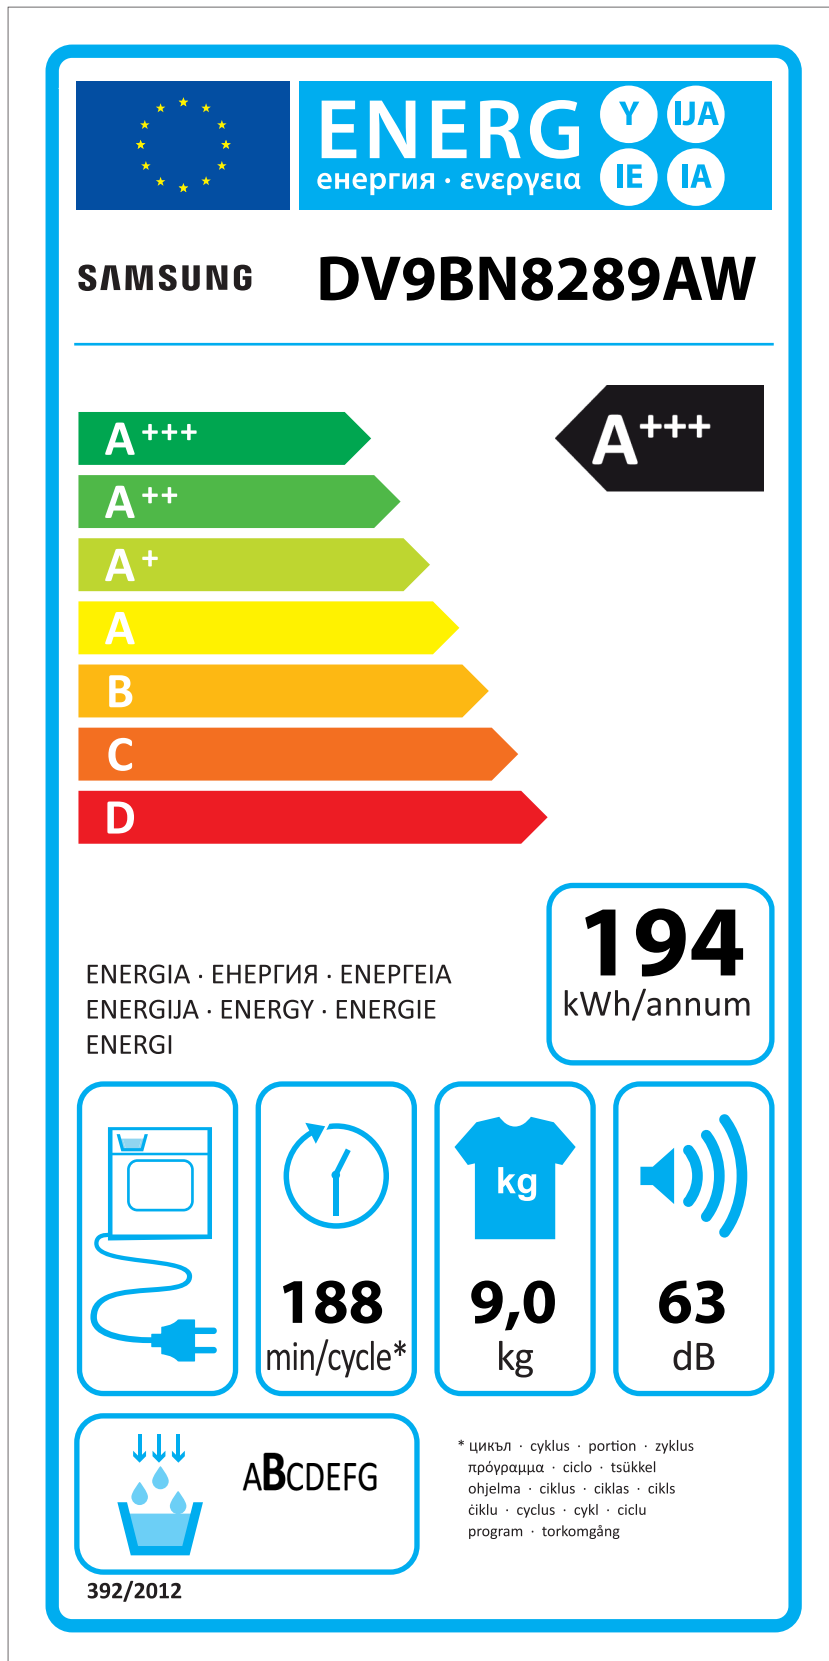 ENERG Y IJA
енергия · ενεργεια IE IA
SAMSUNG DV9BN8289AW
A+++ A+++
A++
A+
A
B
C
D
194
kWh/annum
ENERGIA · ЕНЕРГИЯ · ΕΝΕΡΓΕΙΑ
ENERGIJA · ENERGY · ENERGIE
ENERGI
kg
188 9,0 63
min/cycle* kg dB
ABCDEFG
* цикъл · cyklus · portion · zyklus
πρόγραμμα · ciclo · tsükkel
ohjelma · ciklus · ciklas · cikls
ċiklu · cyclus · cykl · ciclu
program · torkomgång
392/2012